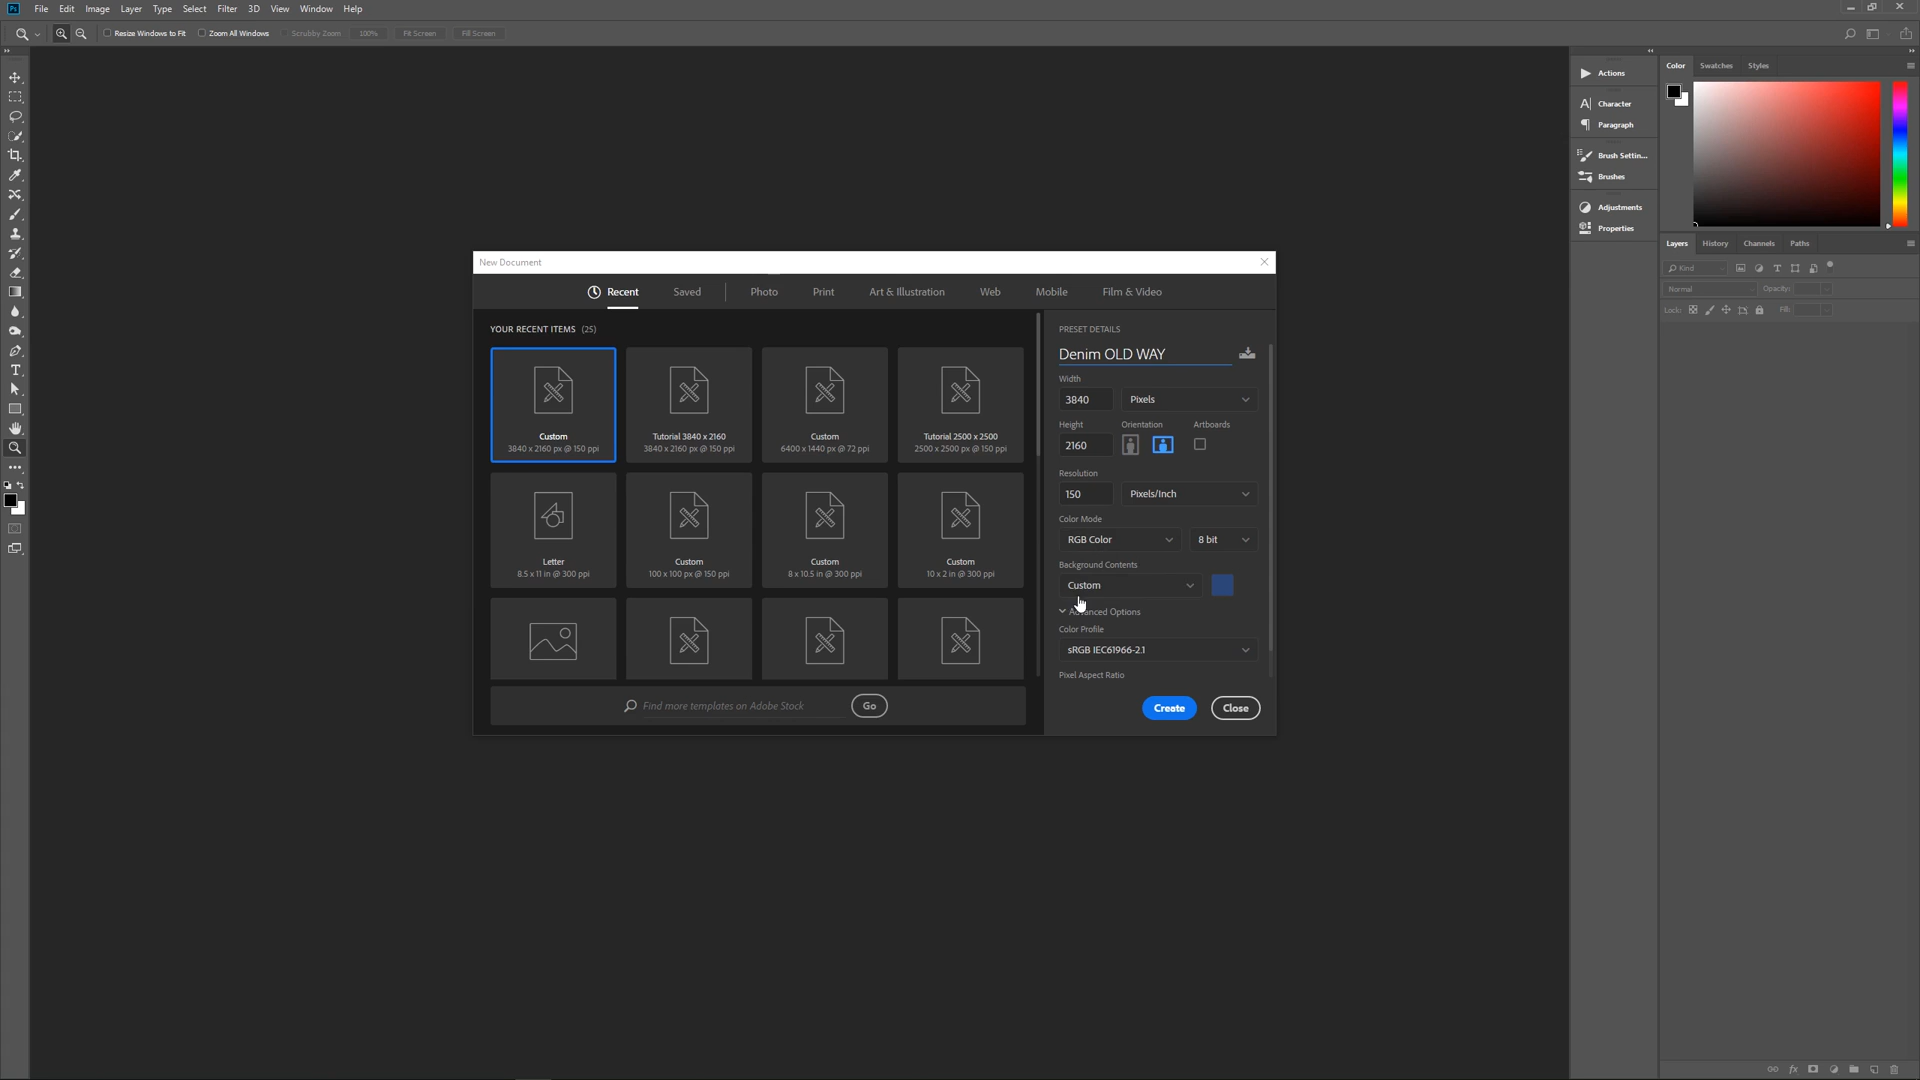 Ps File Edit Image Layer Type Select Filter 3D View Window Help
Resize Windows to Fit Zoom All Windows Scrubby Zoom 100% Fit Screen Fill Screen
Actions
Character
Paragraph
Brush Settin...
Brushes
Adjustments
Properties
Color Swatches Styles
Layers History Channels Paths
Kind
Normal Opacity:
Lock: Fill:
New Document
Recent Saved Photo Print Art & Illustration Web Mobile Film & Video
YOUR RECENT ITEMS (25)
Custom
3840 x 2160 px @ 150 ppi
Tutorial 3840 x 2160
3840 x 2160 px @ 150 ppi
Custom
6400 x 1440 px @ 72 ppi
Tutorial 2500 x 2500
2500 x 2500 px @ 150 ppi
Letter
8.5 x 11 in @ 300 ppi
Custom
100 x 100 px @ 150 ppi
Custom
8 x 10.5 in @ 300 ppi
Custom
10 x 2 in @ 300 ppi
Find more templates on Adobe Stock Go
PRESET DETAILS
Denim OLD WAY
Width
3840 Pixels
Height Orientation Artboards
2160
Resolution
150 Pixels/Inch
Color Mode
RGB Color 8 bit
Background Contents
Custom
Advanced Options
Color Profile
sRGB IEC61966-2.1
Pixel Aspect Ratio
Create Close